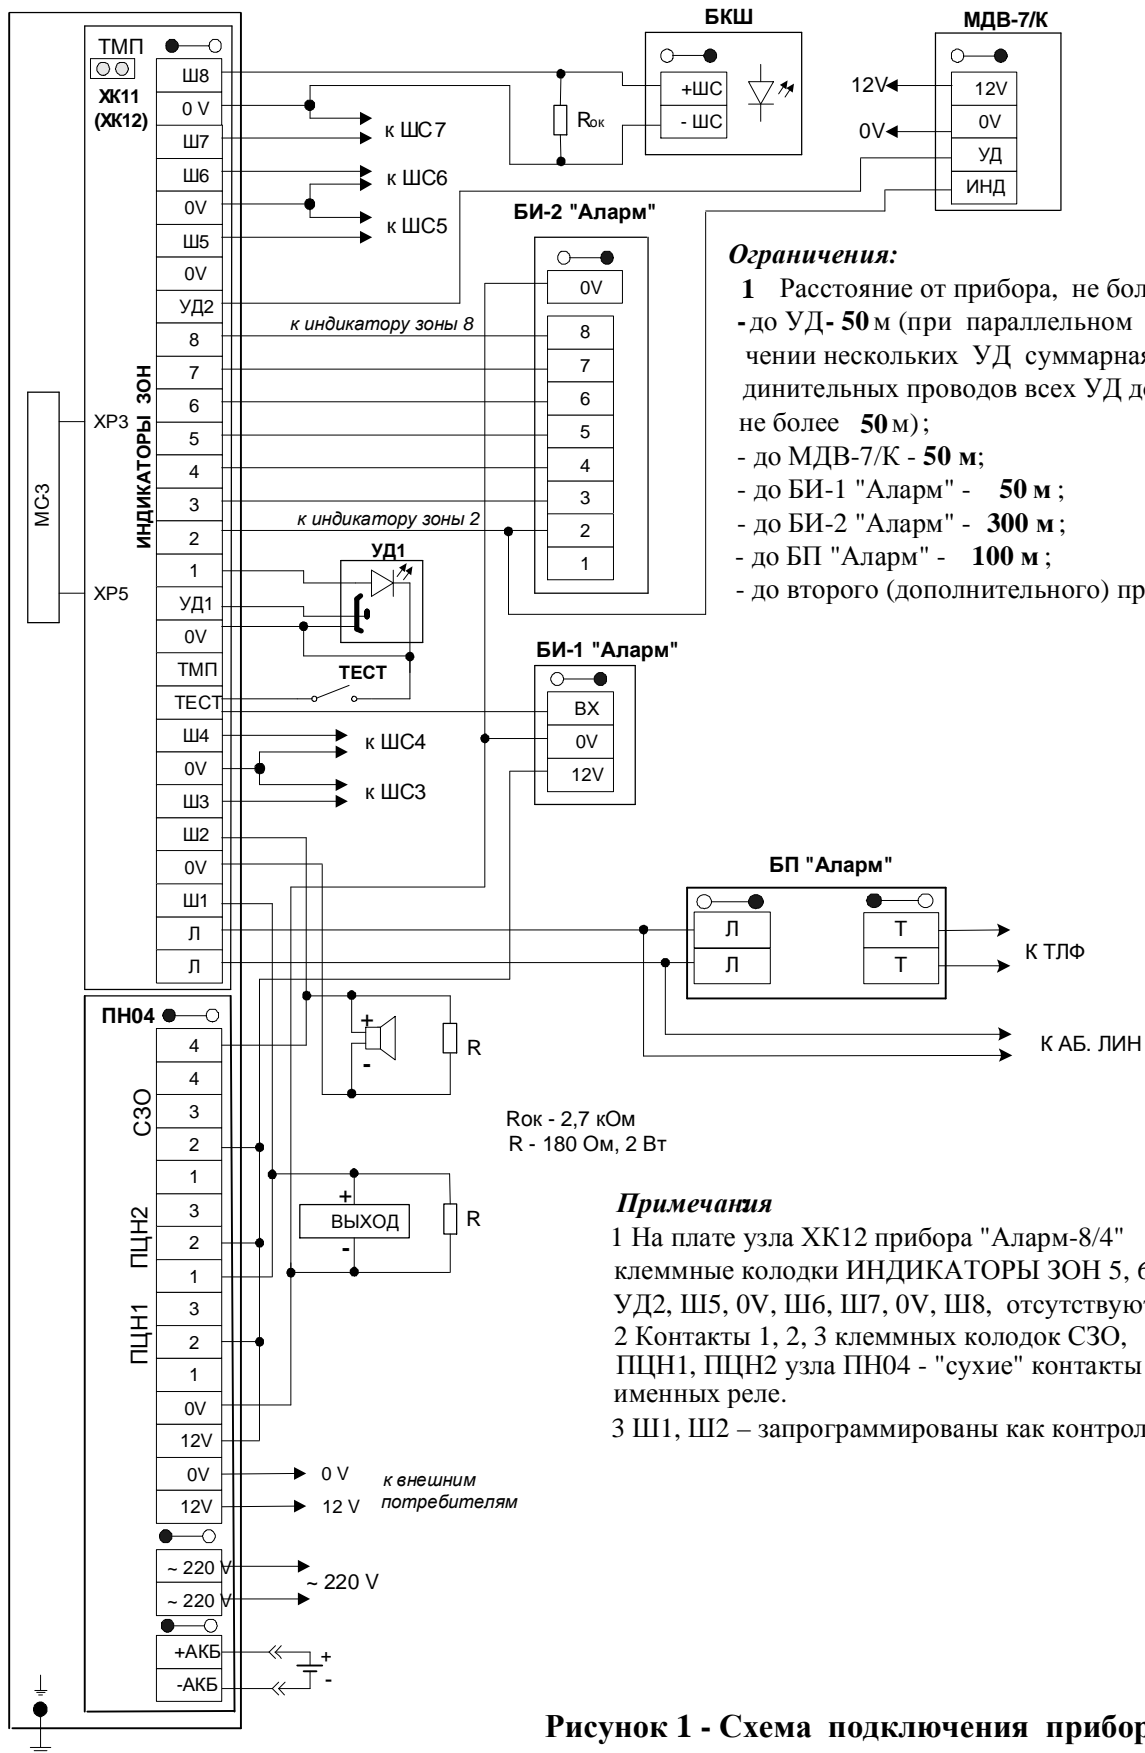 БКШ
МДВ-7/К
ТМП
ХК11
(ХК12)
Ш8
0 V
Ш7
Ш6
0V
Ш5
0V
УД2
8
7
6
5
4
3
2
1
УД1
0V
ТМП
ТЕСТ
Ш4
0V
Ш3
Ш2
0V
Ш1
Л
Л
ИНДИКАТОРЫ ЗОН
МС-3
XP3
XP5
к ШС7
к ШС6
к ШС5
Rок
+ШС
- ШС
12V
0V
12V
0V
УД
ИНД
БИ-2 "Аларм"
0V
8
7
6
5
4
3
2
1
к индикатору зоны 8
к индикатору зоны 2
УД1
ТЕСТ
к ШС4
к ШС3
БИ-1 "Аларм"
ВХ
0V
12V
Ограничения:
1 Расстояние от прибора, не бол
- до УД- 50 м (при параллельном
чении нескольких УД суммарная
динительных проводов всех УД до
не более 50 м);
- до МДВ-7/К - 50 м;
- до БИ-1 "Аларм" - 50 м ;
- до БИ-2 "Аларм" - 300 м ;
- до БП "Аларм" - 100 м ;
- до второго (дополнительного) пр
БП "Аларм"
Л
Л
Т
Т
К ТЛФ
К АБ. ЛИН
ПН04
СЗО
4
4
3
2
1
ПЦН2
3
2
1
ПЦН1
3
2
1
0V
12V
0V
12V
+
-
R
Rок - 2,7 кОм
R - 180 Ом, 2 Вт
+
ВЫХОД
-
R
0 V
12 V
к внешним
потребителям
~ 220 V
~ 220 V
~ 220 V
+АКБ
-АКБ
+
-
Примечания
1 На плате узла ХК12 прибора "Аларм-8/4"
клеммные колодки ИНДИКАТОРЫ ЗОН 5, 6
УД2, Ш5, 0V, Ш6, Ш7, 0V, Ш8, отсутствуют
2 Контакты 1, 2, 3 клеммных колодок СЗО,
ПЦН1, ПЦН2 узла ПН04 - "сухие" контакты
именных реле.
3 Ш1, Ш2 – запрограммированы как контрол
Рисунок 1 - Схема подключения прибор